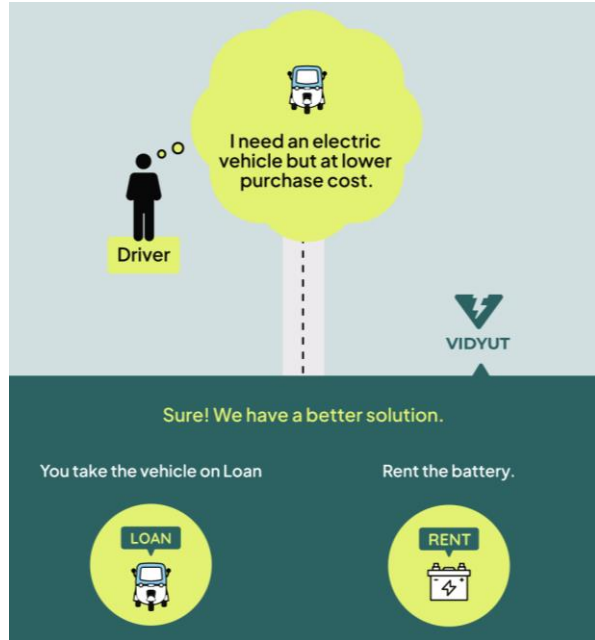 I need an electric
vehicle but at lower
purchase cost.
Driver
VIDYUT
Sure! We have a better solution.
You take the vehicle on Loan
Rent the battery.
LOAN
RENT